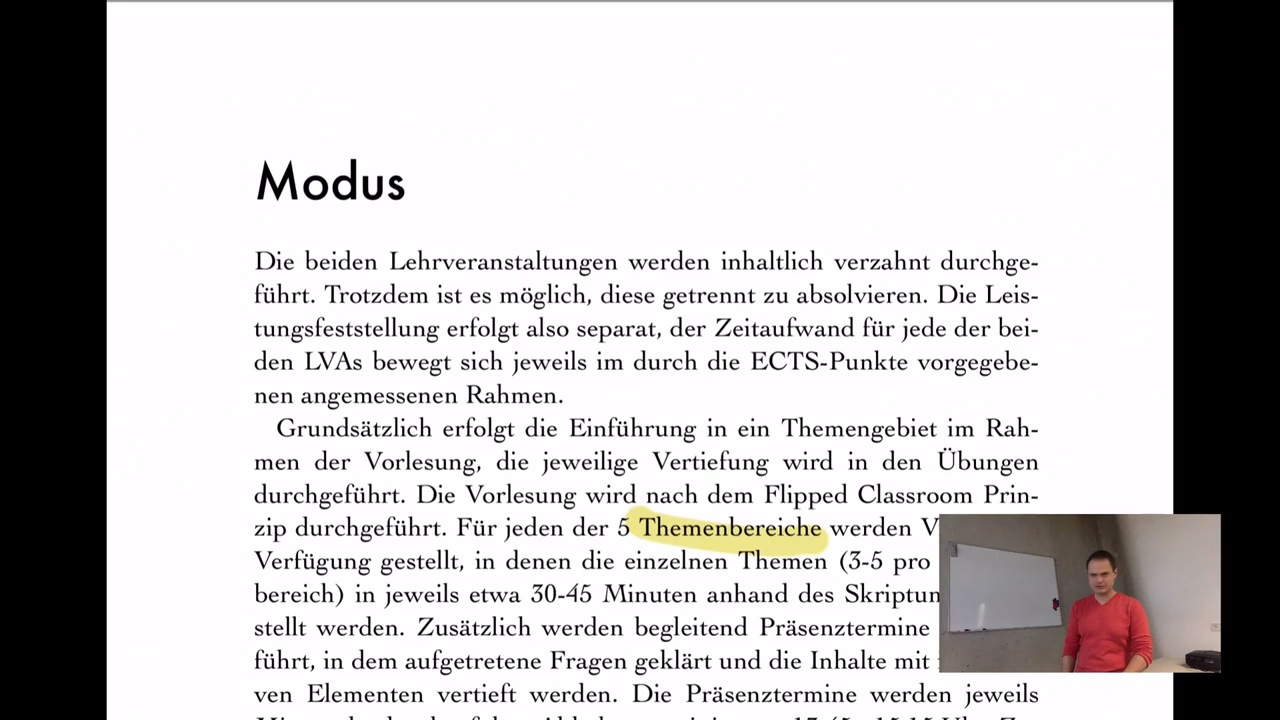 Modus
Die beiden Lehrveranstaltungen werden inhaltlich verzahnt durchge-
führt. Trotzdem ist es möglich, diese getrennt zu absolvieren. Die Leis-
tungsfeststellung erfolgt also separat, der Zeitaufwand für jede der bei-
den LVAs bewegt sich jeweils im durch die ECTS-Punkte vorgegebe-
nen angemessenen Rahmen.
Grundsätzlich erfolgt die Einführung in ein Themengebiet im Rah-
men der Vorlesung, die jeweilige Vertiefung wird in den Übungen
durchgeführt. Die Vorlesung wird nach dem Flipped Classroom Prin-
zip durchgeführt. Für jeden der 5 Themenbereiche werden
Verfügung gestellt, in denen die einzelnen Themen (3-5 pro
bereich) in jeweils etwa 30-45 Minuten anhand des
stellt werden. Zusätzlich werden begleitend Präsenztermine
führt, in dem aufgetretene Fragen geklärt und die Inhalte mit
ven Elementen vertieft werden. Die Präsenztermine werden jeweils